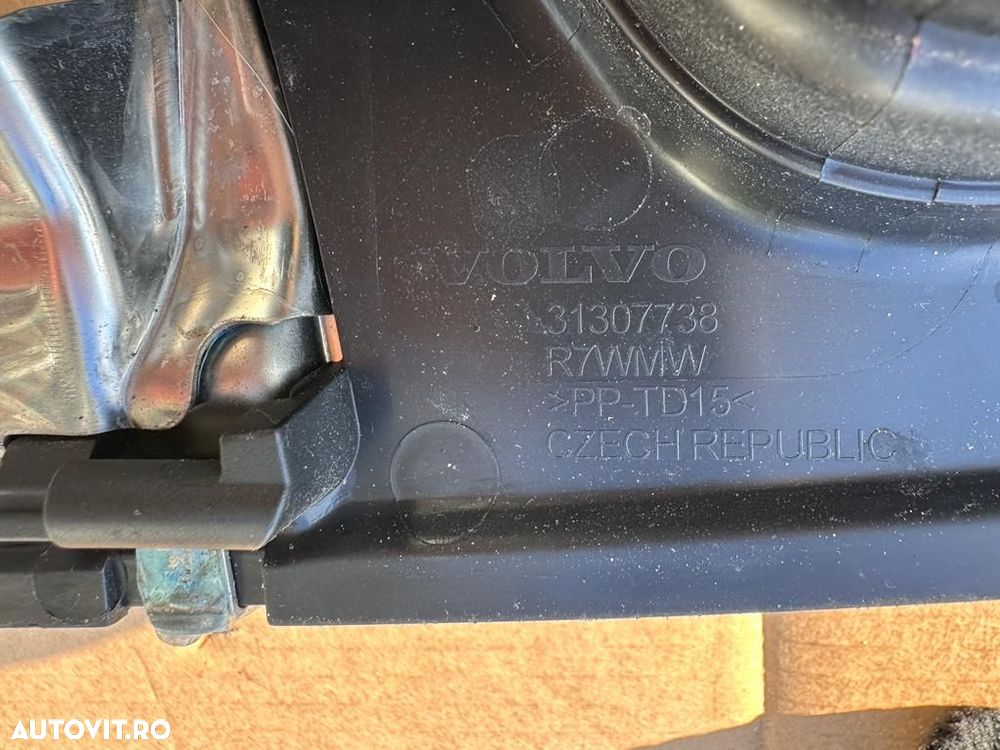 VOLVO
31307738
R7WMW
>PP-TD15<
CZECH REPUBLIC
AUTOVIT.RO